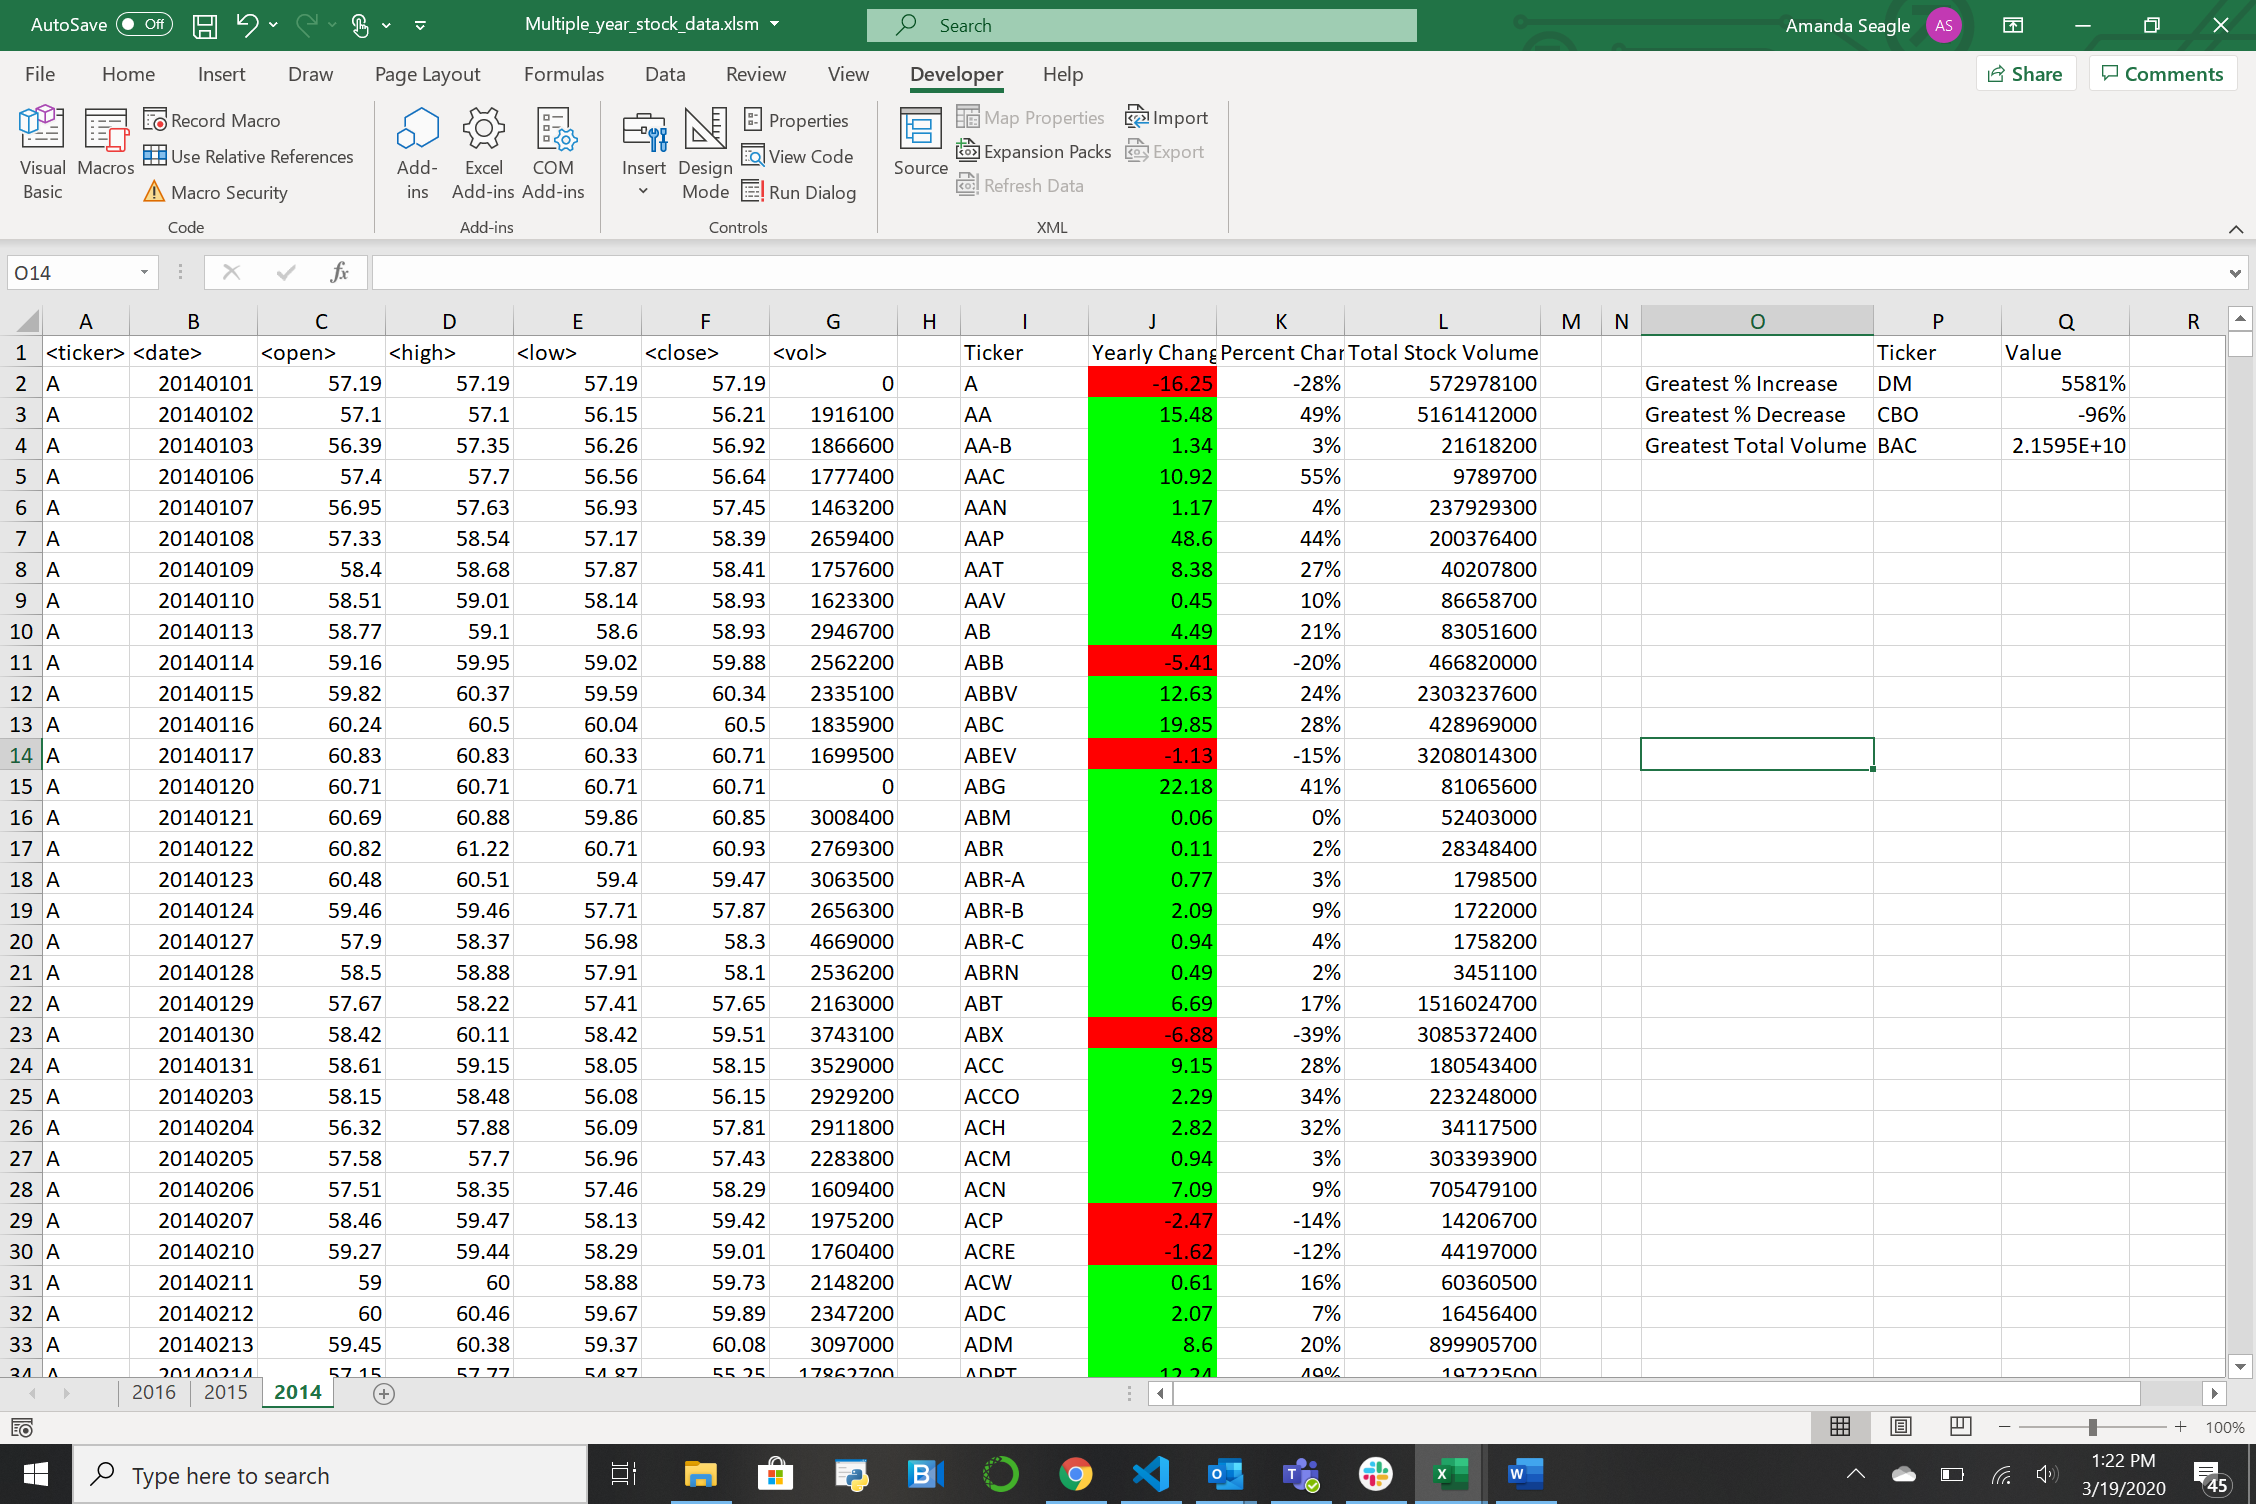 AutoSave Off Multiple_year_stock_data.xlsm Search Amanda Seagle AS
File Home Insert Draw Page Layout Formulas Data Review View Developer Help Share Comments
Visual Basic Macros Record Macro Use Relative References Macro Security Code
Add-ins Excel Add-ins COM Add-ins Add-ins
Insert Design Mode Properties View Code Run Dialog Controls
Source Map Properties Expansion Packs Refresh Data Import Export XML
O14 fx
A B C D E F G H I J K L M N O P Q R
1 <ticker> <date> <open> <high> <low> <close> <vol> Ticker Yearly Chang Percent Char Total Stock Volume Ticker Value
2 A 20140101 57.19 57.19 57.19 57.19 0 A -16.25 -28% 572978100 Greatest % Increase DM 5581%
3 A 20140102 57.1 57.1 56.15 56.21 1916100 AA 15.48 49% 5161412000 Greatest % Decrease CBO -96%
4 A 20140103 56.39 57.35 56.26 56.92 1866600 AA-B 1.34 3% 21618200 Greatest Total Volume BAC 2.1595E+10
5 A 20140106 57.4 57.7 56.56 56.64 1777400 AAC 10.92 55% 9789700
6 A 20140107 56.95 57.63 56.93 57.45 1463200 AAN 1.17 4% 237929300
7 A 20140108 57.33 58.54 57.17 58.39 2659400 AAP 48.6 44% 200376400
8 A 20140109 58.4 58.68 57.87 58.41 1757600 AAT 8.38 27% 40207800
9 A 20140110 58.51 59.01 58.14 58.93 1623300 AAV 0.45 10% 86658700
10 A 20140113 58.77 59.1 58.6 58.93 2946700 AB 4.49 21% 83051600
11 A 20140114 59.16 59.95 59.02 59.88 2562200 ABB -5.41 -20% 466820000
12 A 20140115 59.82 60.37 59.59 60.34 2335100 ABBV 12.63 24% 2303237600
13 A 20140116 60.24 60.5 60.04 60.5 1835900 ABC 19.85 28% 428969000
14 A 20140117 60.83 60.83 60.33 60.71 1699500 ABEV -1.13 -15% 3208014300
15 A 20140120 60.71 60.71 60.71 60.71 0 ABG 22.18 41% 81065600
16 A 20140121 60.69 60.88 59.86 60.85 3008400 ABM 0.06 0% 52403000
17 A 20140122 60.82 61.22 60.71 60.93 2769300 ABR 0.11 2% 28348400
18 A 20140123 60.48 60.51 59.4 59.47 3063500 ABR-A 0.77 3% 1798500
19 A 20140124 59.46 59.46 57.71 57.87 2656300 ABR-B 2.09 9% 1722000
20 A 20140127 57.9 58.37 56.98 58.3 4669000 ABR-C 0.94 4% 1758200
21 A 20140128 58.5 58.88 57.91 58.1 2536200 ABRN 0.49 2% 3451100
22 A 20140129 57.67 58.22 57.41 57.65 2163000 ABT 6.69 17% 1516024700
23 A 20140130 58.42 60.11 58.42 59.51 3743100 ABX -6.88 -39% 3085372400
24 A 20140131 58.61 59.15 58.05 58.15 3529000 ACC 9.15 28% 180543400
25 A 20140203 58.15 58.48 56.08 56.15 2929200 ACCO 2.29 34% 223248000
26 A 20140204 56.32 57.88 56.09 57.81 2911800 ACH 2.82 32% 34117500
27 A 20140205 57.58 57.7 56.96 57.43 2283800 ACM 0.94 3% 303393900
28 A 20140206 57.51 58.35 57.46 58.29 1609400 ACN 7.09 9% 705479100
29 A 20140207 58.46 59.47 58.13 59.42 1975200 ACP -2.47 -14% 14206700
30 A 20140210 59.27 59.44 58.29 59.01 1760400 ACRE -1.62 -12% 44197000
31 A 20140211 59 60 58.88 59.73 2148200 ACW 0.61 16% 60360500
32 A 20140212 60 60.46 59.67 59.89 2347200 ADC 2.07 7% 16456400
33 A 20140213 59.45 60.38 59.37 60.08 3097000 ADM 8.6 20% 899905700
34 A 20140214 57.15 57.77 54.87 55.25 17862700 ADPT 12.24 49% 19722500
2016 2015 2014
100%
Type here to search
1:22 PM
3/19/2020
45